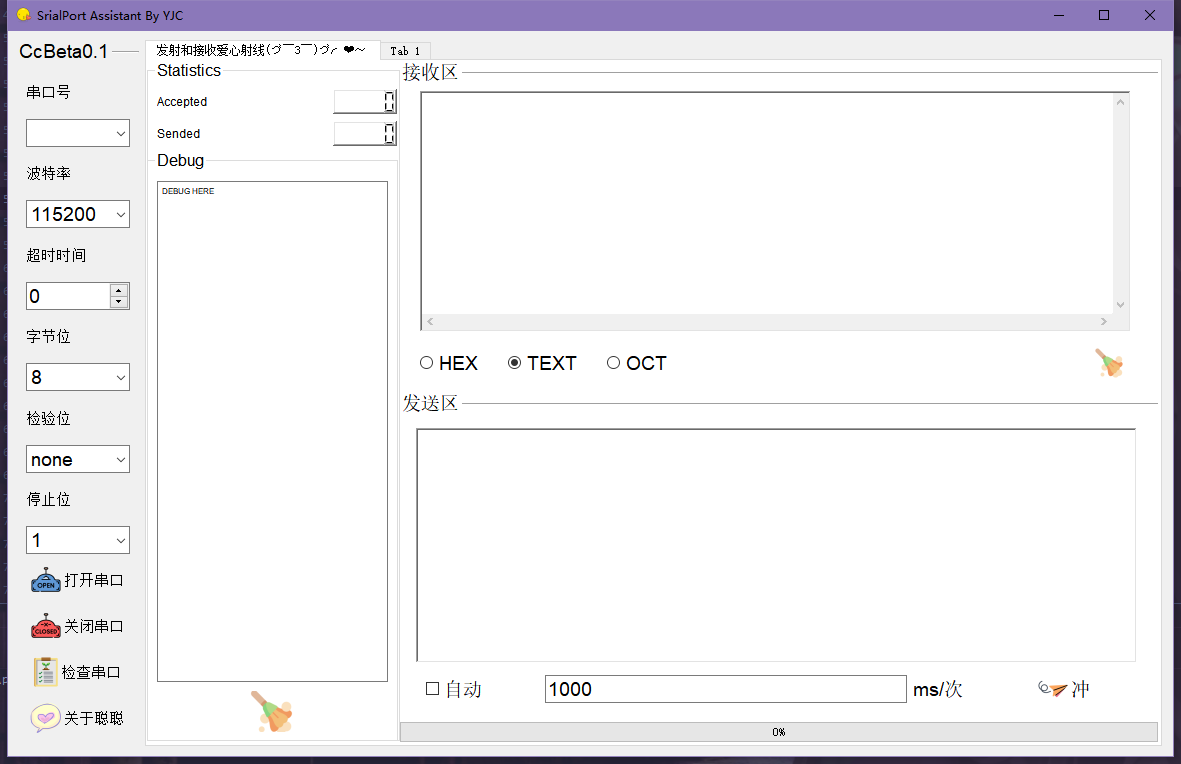 SrialPort Assistant By YJC
CcBeta0.1
串口号
波特率
115200
超时时间
0
字节位
8
检验位
none
停止位
1
OPEN 打开串口
CLOSED 关闭串口
检查串口
关于聪聪
发射和接收爱心射线(づ￣3￣)づ╭❤～
Tab 1
Statistics
Accepted 0
Sended 0
Debug
DEBUG HERE
接收区
HEX TEXT OCT
发送区
自动 1000 ms/次 冲
0%